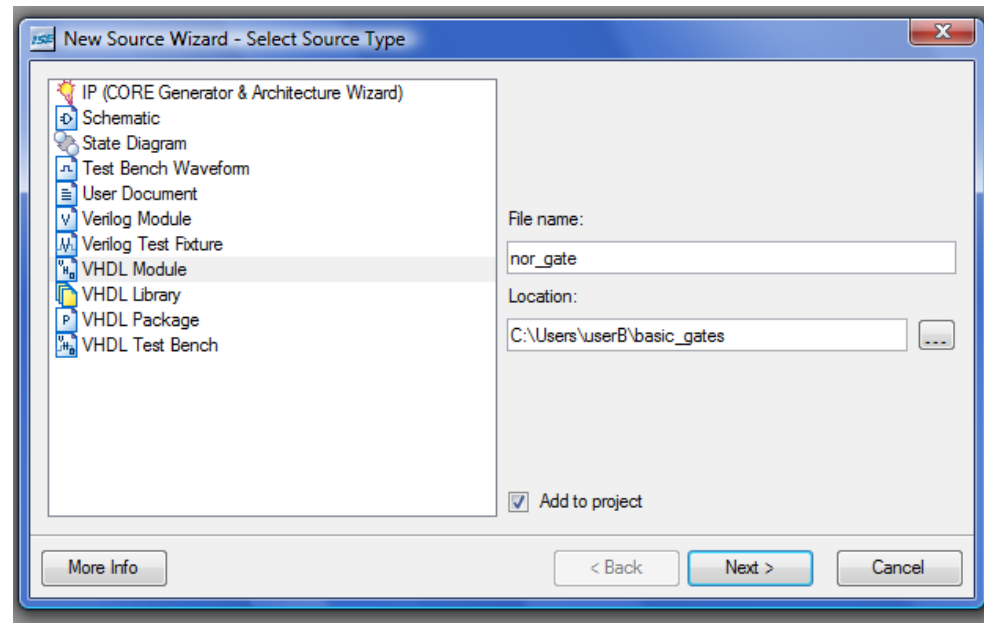 ISE New Source Wizard - Select Source Type
IP (CORE Generator & Architecture Wizard)
Schematic
State Diagram
Test Bench Waveform
User Document
Verilog Module
Verilog Test Fixture
VHDL Module
VHDL Library
VHDL Package
VHDL Test Bench
File name:
nor_gate
Location:
C:\Users\userB\basic_gates
...
Add to project
More Info
< Back
Next >
Cancel